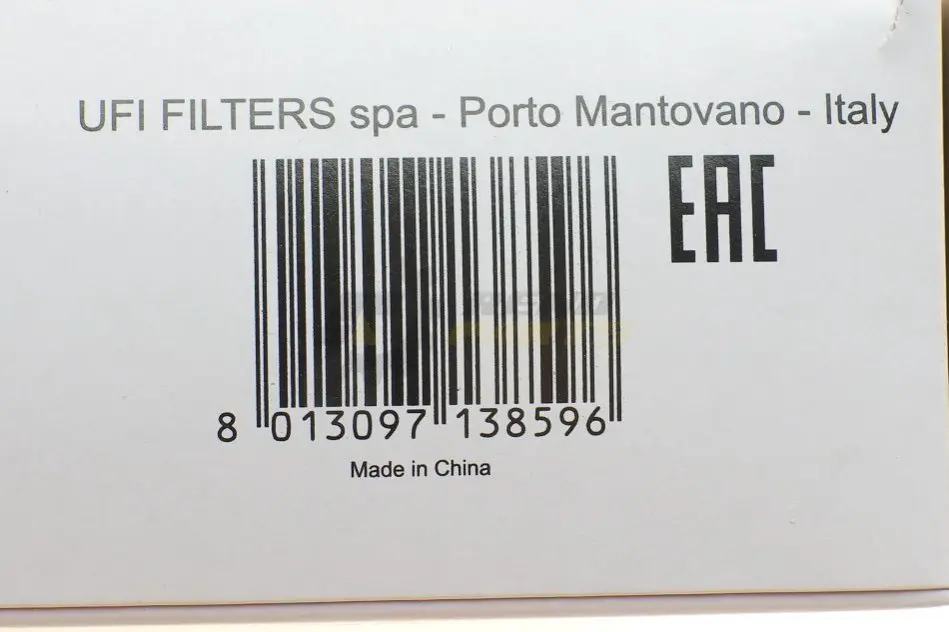 UFI FILTERS spa - Porto Mantovano - Italy
EAC
8 013097 138596
Made in China